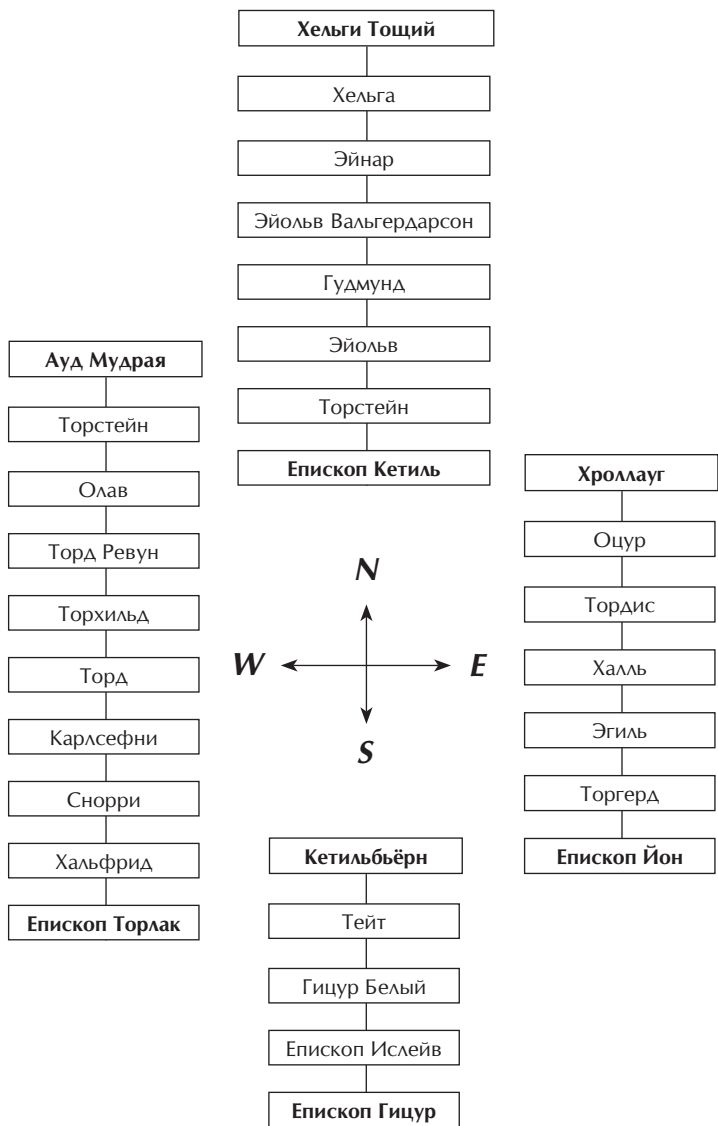 Хельги Тощий
Хельга
Эйнар
Эйольв Вальгердарсон
Гудмунд
Эйольв
Торстейн
Епископ Кетиль
Ауд Мудрая
Торстейн
Олав
Торд Ревун
Торхильд
Торд
Карлсефни
Снорри
Хальфрид
Епископ Торлак
N
W
E
S
Хроллауг
Оцур
Тордис
Халль
Эгиль
Торгерд
Епископ Йон
Кетильбьёрн
Тейт
Гицур Белый
Епископ Ислейв
Епископ Гицур